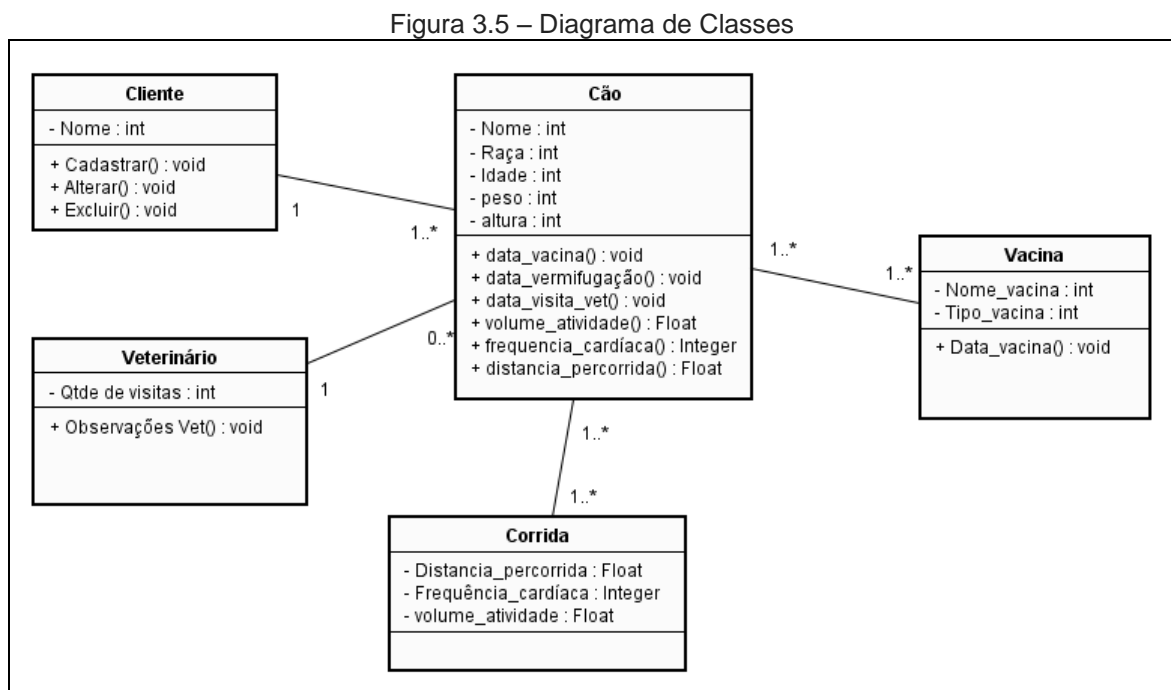 Figura 3.5 – Diagrama de Classes
Cliente
- Nome : int
+ Cadastrar() : void
+ Alterar() : void
+ Excluir() : void
1
1..*
Cão
- Nome : int
- Raça : int
- Idade : int
- peso : int
- altura : int
+ data_vacina() : void
+ data_vermifugação() : void
+ data_visita_vet() : void
+ volume_atividade() : Float
+ frequencia_cardíaca() : Integer
+ distancia_percorrida() : Float
1..*
1..*
Vacina
- Nome_vacina : int
- Tipo_vacina : int
+ Data_vacina() : void
0..*
1
Veterinário
- Qtde de visitas : int
+ Observações Vet() : void
1..*
1..*
Corrida
- Distancia_percorrida : Float
- Frequência_cardíaca : Integer
- volume_atividade : Float